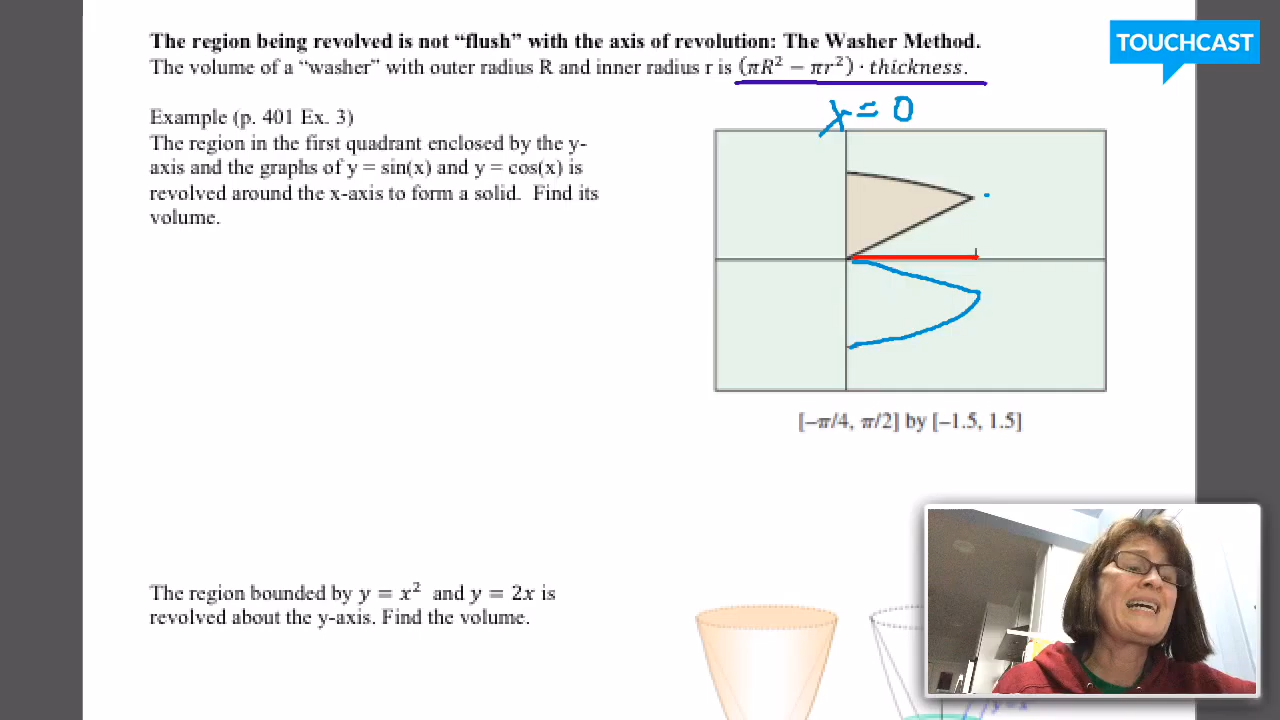 The region being revolved is not “flush” with the axis of revolution: The Washer Method.
The volume of a “washer” with outer radius R and inner radius r is (πR² − πr²) · thickness.
TOUCHCAST
x = 0
Example (p. 401 Ex. 3)
The region in the first quadrant enclosed by the y-
axis and the graphs of y = sin(x) and y = cos(x) is
revolved around the x-axis to form a solid. Find its
volume.
[−π/4, π/2] by [−1.5, 1.5]
The region bounded by y = x² and y = 2x is
revolved about the y-axis. Find the volume.